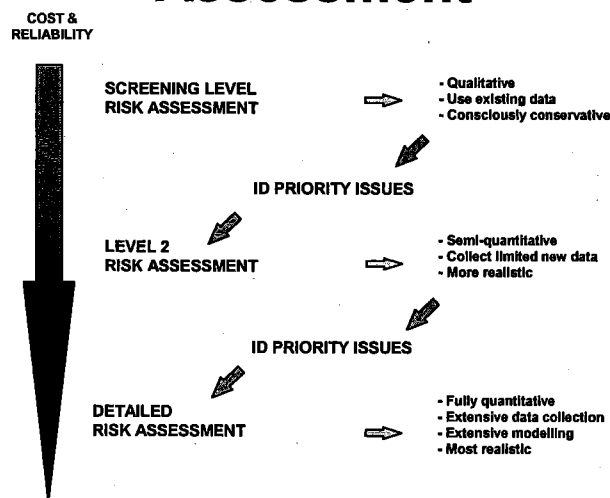 Assessment
COST &
RELIABILITY
SCREENING LEVEL
RISK ASSESSMENT
- Qualitative
- Use existing data
- Consciously conservative
ID PRIORITY ISSUES
LEVEL 2
RISK ASSESSMENT
- Semi-quantitative
- Collect limited new data
- More realistic
ID PRIORITY ISSUES
DETAILED
RISK ASSESSMENT
- Fully quantitative
- Extensive data collection
- Extensive modelling
- Most realistic